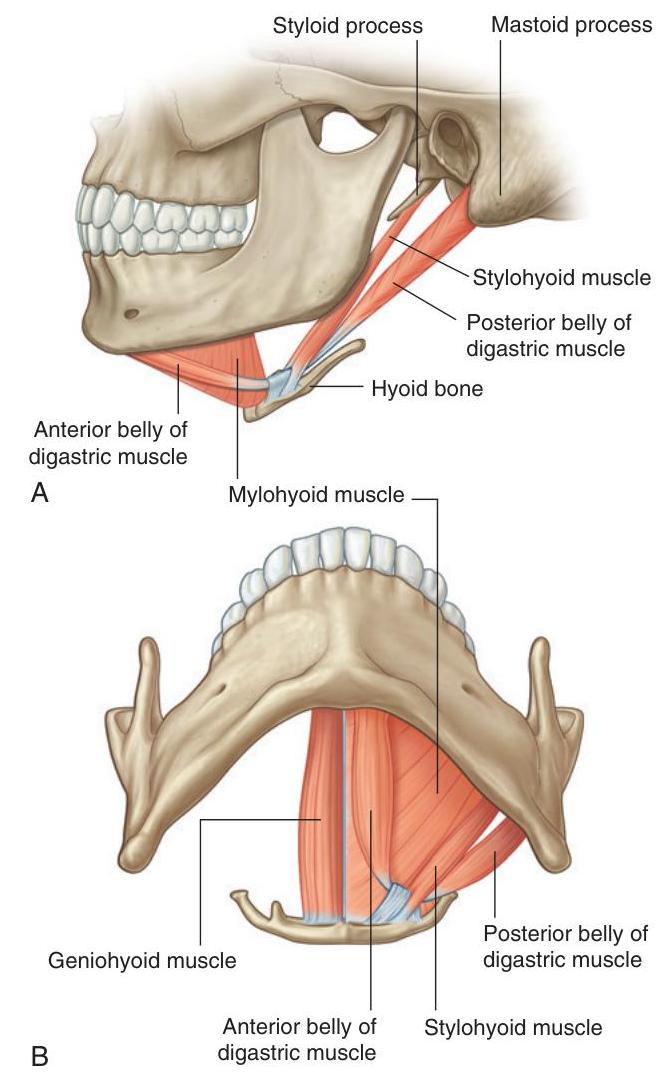 Styloid process
Mastoid process
Stylohyoid muscle
Posterior belly of
digastric muscle
Hyoid bone
Anterior belly of
digastric muscle
A
Mylohyoid muscle
Geniohyoid muscle
Posterior belly of
digastric muscle
Anterior belly of
digastric muscle
Stylohyoid muscle
B